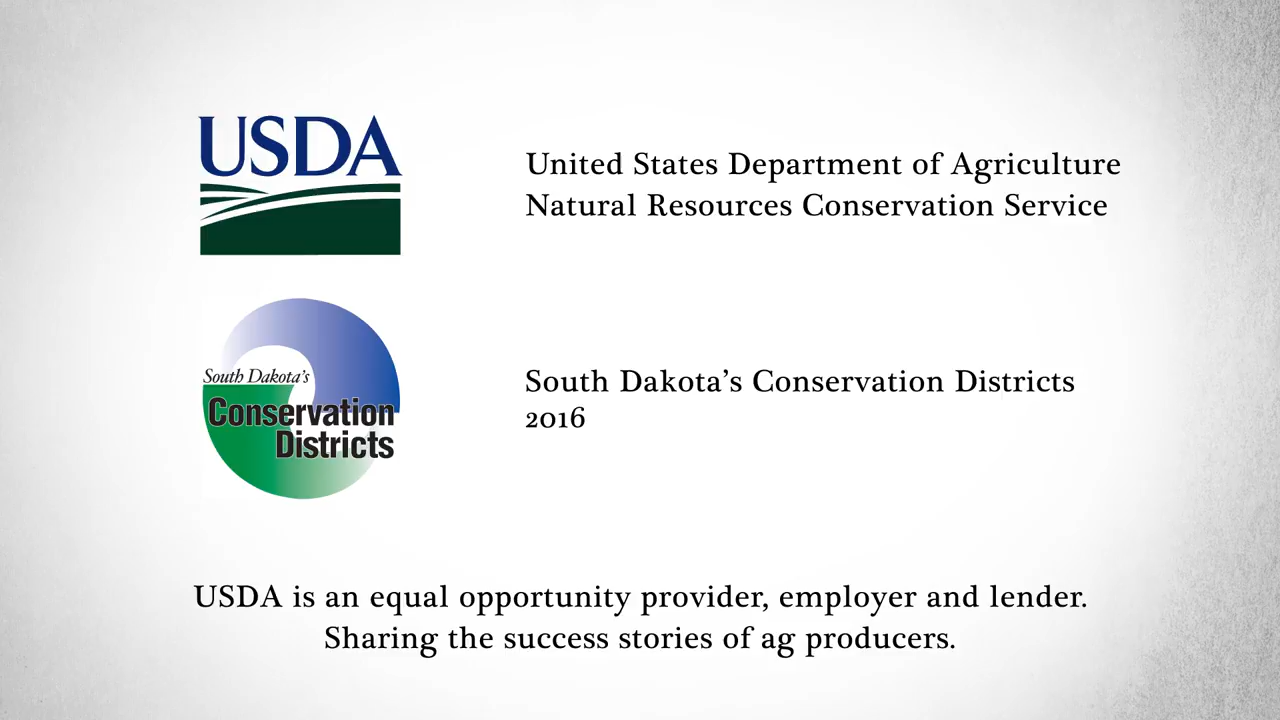 USDA
United States Department of Agriculture
Natural Resources Conservation Service
South Dakota's
Conservation
Districts
South Dakota’s Conservation Districts
2016
USDA is an equal opportunity provider, employer and lender.
Sharing the success stories of ag producers.